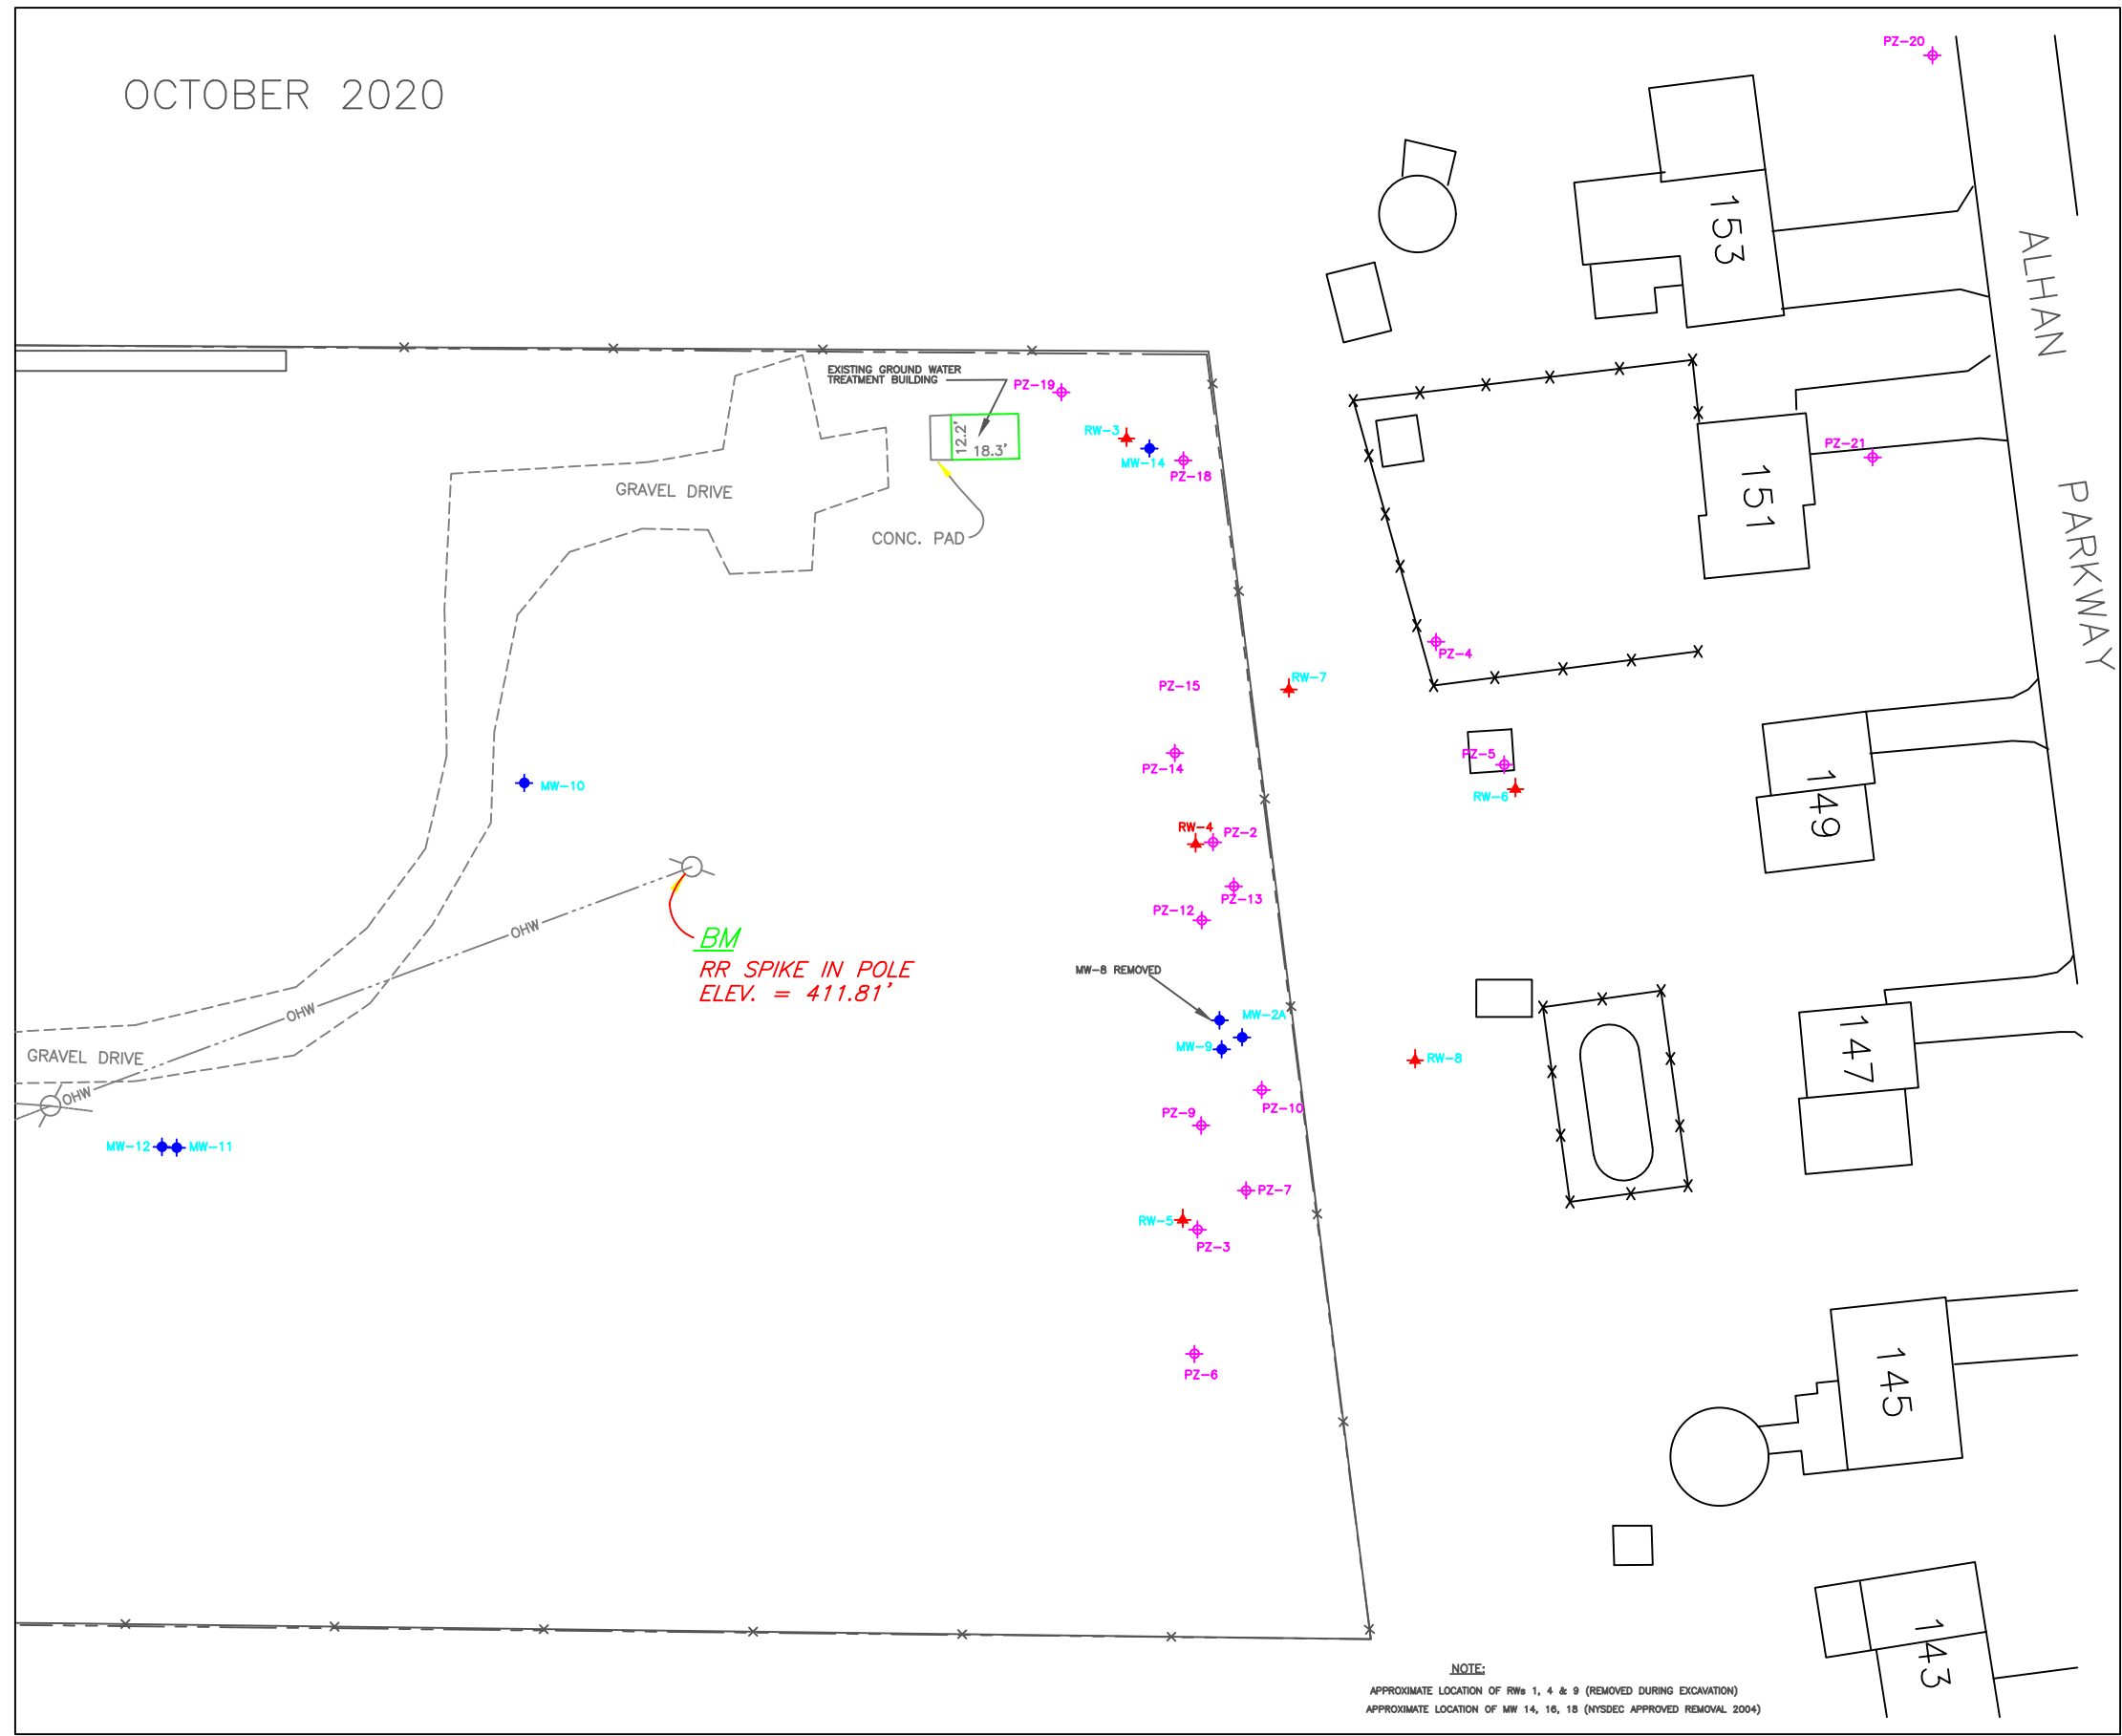 OCTOBER 2020
PZ-20
153
ALHAN
PARKWAY
EXISTING GROUND WATER
TREATMENT BUILDING
PZ-19
12.2'
18.3'
RW-3
MW-14
PZ-18
PZ-21
151
GRAVEL DRIVE
CONC. PAD
PZ-4
PZ-15
RW-7
PZ-14
PZ-5
RW-6
149
MW-10
RW-4
PZ-2
PZ-13
PZ-12
OHW
BM
RR SPIKE IN POLE
ELEV. = 411.81'
MW-8 REMOVED
OHW
MW-2A
MW-9
RW-8
147
GRAVEL DRIVE
OHW
PZ-10
PZ-9
MW-12
MW-11
PZ-7
RW-5
PZ-3
PZ-6
145
143
NOTE:
APPROXIMATE LOCATION OF RWs 1, 4 & 9 (REMOVED DURING EXCAVATION)
APPROXIMATE LOCATION OF MW 14, 16, 18 (NYSDEC APPROVED REMOVAL 2004)